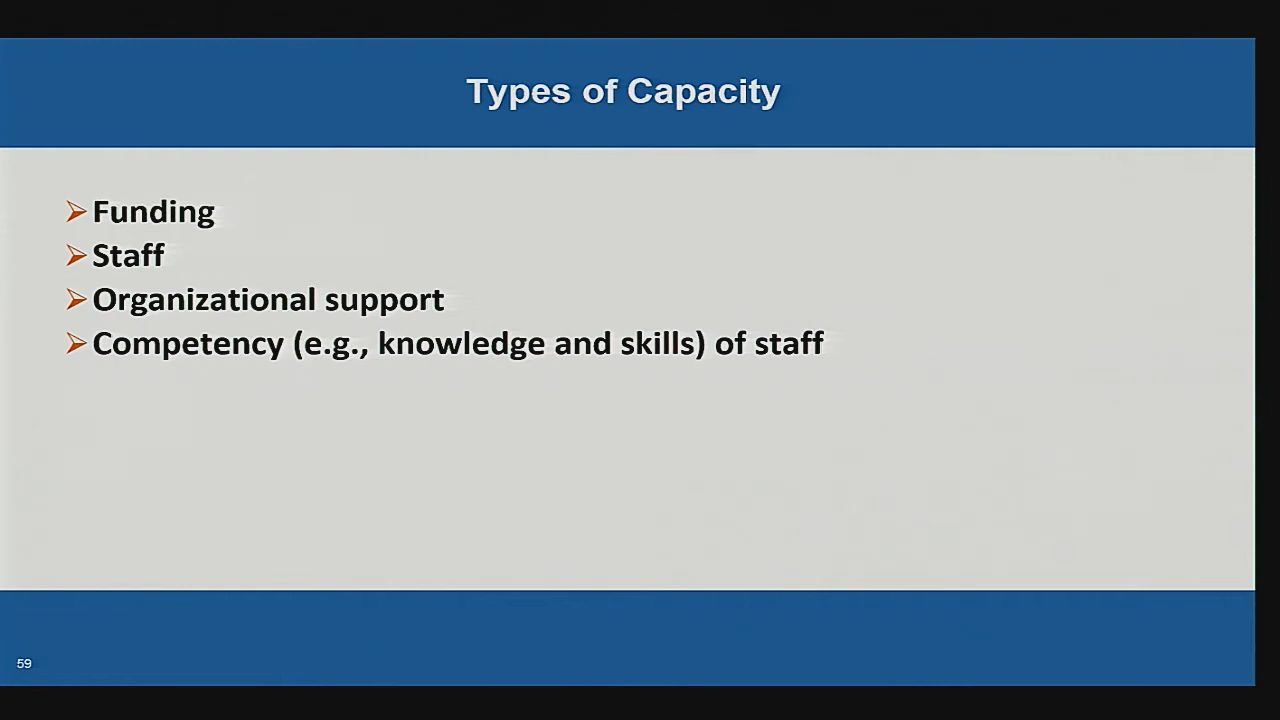 Types of Capacity
Funding
Staff
Organizational support
Competency (e.g., knowledge and skills) of staff
59